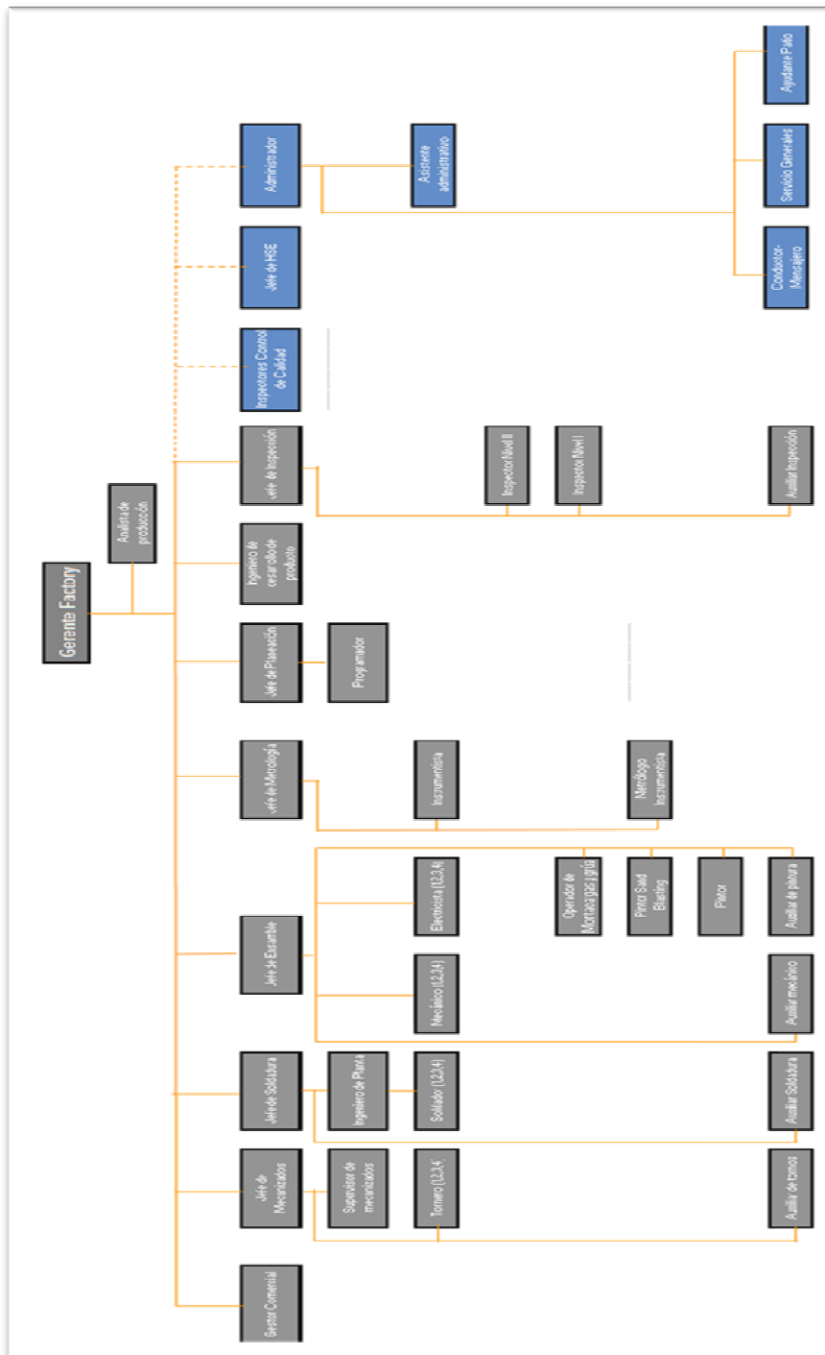 Gerente Factory
Analista de
producción
Gestor Comercial
Jefe de
Mecanizados
Jefe de Soldadura
Jefe de Ensamble
Jefe de Metrología
Jefe de Planeación
Ingeniero de
desarrollo de
producto
Jefe de Inspección
Inspectores Control
de Calidad
Jefe de HSE
Administrador
Supervisor de
mecanizados
Ingeniero de Planta
Programador
Tornero (1,2,3,4)
Soldado (1,2,3,4)
Mecánico (1,2,3,4)
Electricista (1,2,3,4)
Instrumentista
Asistente
administrativo
Inspector Nivel II
Inspector Nivel I
Operador de
Montacargas y grúa
Pintor Sand
Blasting
Metrólogo
Instrumentista
Pintor
Auxiliar de tornos
Auxiliar Soldadura
Auxiliar mecánico
Auxiliar de pintura
Auxiliar Inspección
Conductor-
Mensajero
Servicio Generales
Ayudante Patio